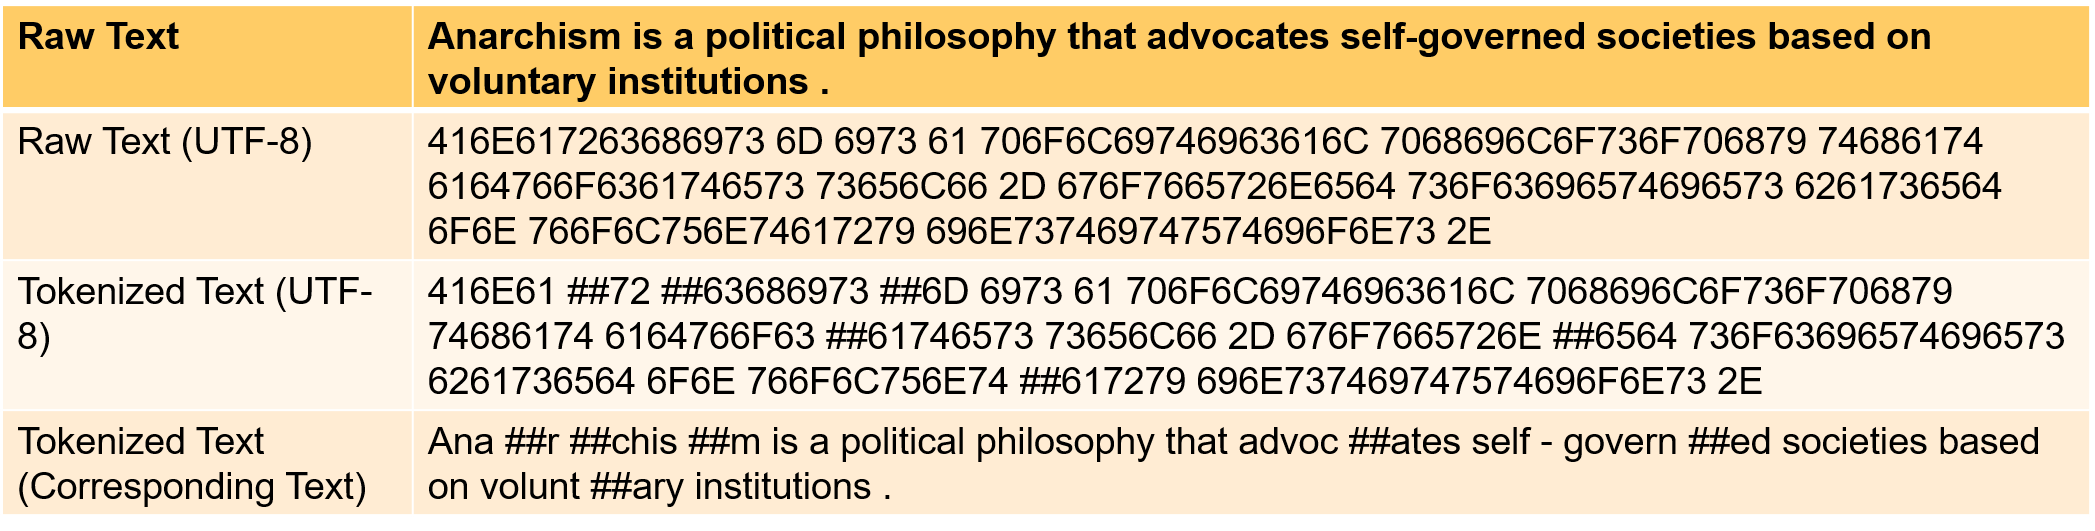 Raw Text
Anarchism is a political philosophy that advocates self-governed societies based on
voluntary institutions .
Raw Text (UTF-8)
416E617263686973 6D 6973 61 706F6C69746963616C 7068696C6F736F706879 74686174
6164766F6361746573 73656C66 2D 676F7665726E6564 736F63696574696573 6261736564
6F6E 766F6C756E74617279 696E737469747574696F6E73 2E
Tokenized Text (UTF-
8)
416E61 ##72 ##63686973 ##6D 6973 61 706F6C69746963616C 7068696C6F736F706879
74686174 6164766F63 ##61746573 73656C66 2D 676F7665726E ##6564 736F63696574696573
6261736564 6F6E 766F6C756E74 ##617279 696E737469747574696F6E73 2E
Tokenized Text
(Corresponding Text)
Ana ##r ##chis ##m is a political philosophy that advoc ##ates self - govern ##ed societies based
on volunt ##ary institutions .